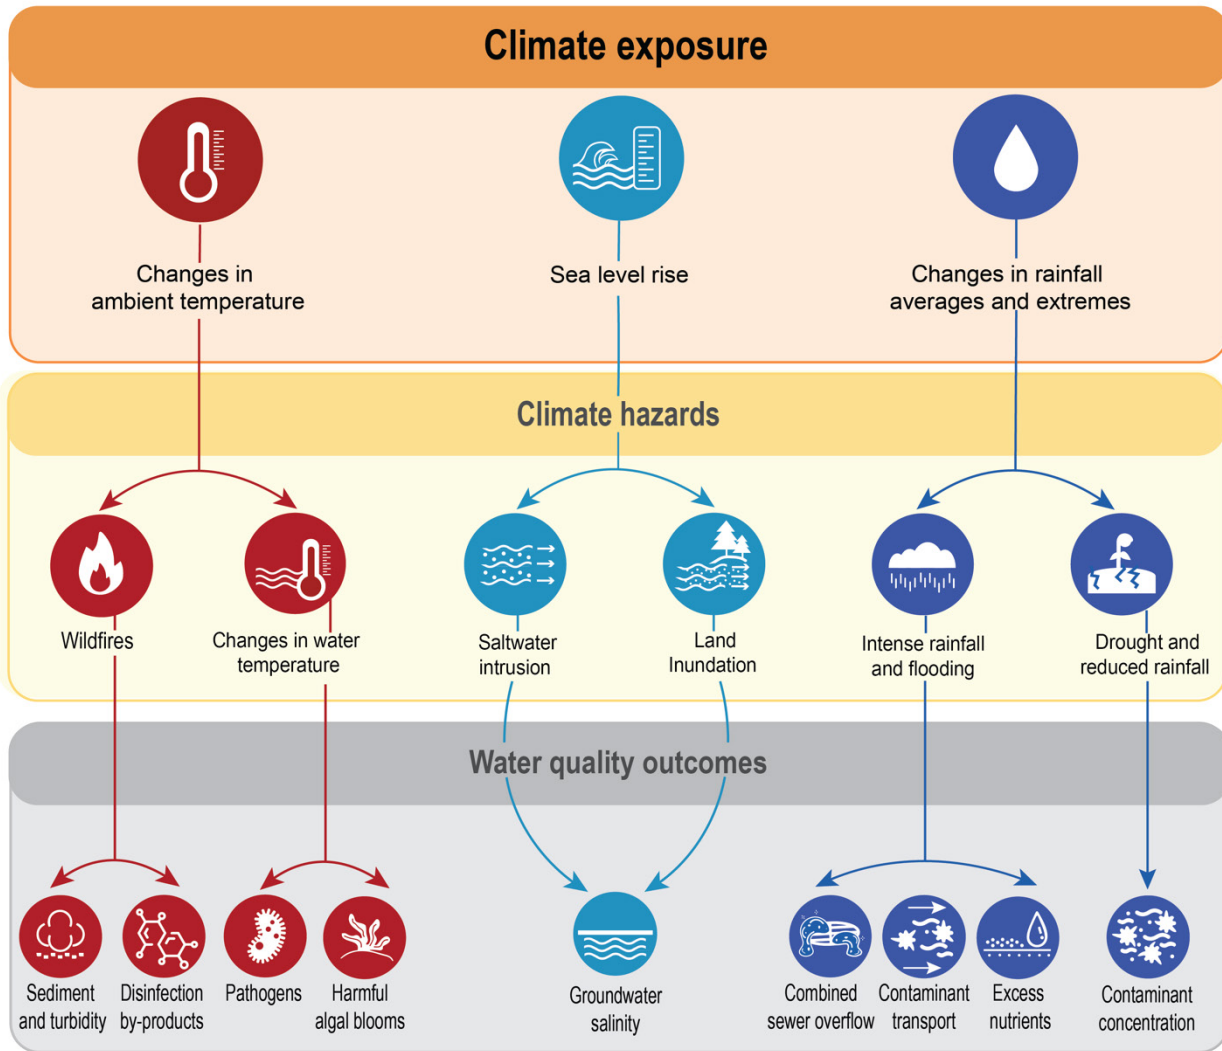 Climate exposure
Changes in
ambient temperature
Sea level rise
Changes in rainfall
averages and extremes
Climate hazards
Wildfires
Changes in water
temperature
Saltwater
intrusion
Land
Inundation
Intense rainfall
and flooding
Drought and
reduced rainfall
Water quality outcomes
Sediment
and turbidity
Disinfection
by-products
Pathogens
Harmful
algal blooms
Groundwater
salinity
Combined
sewer overflow
Contaminant
transport
Excess
nutrients
Contaminant
concentration